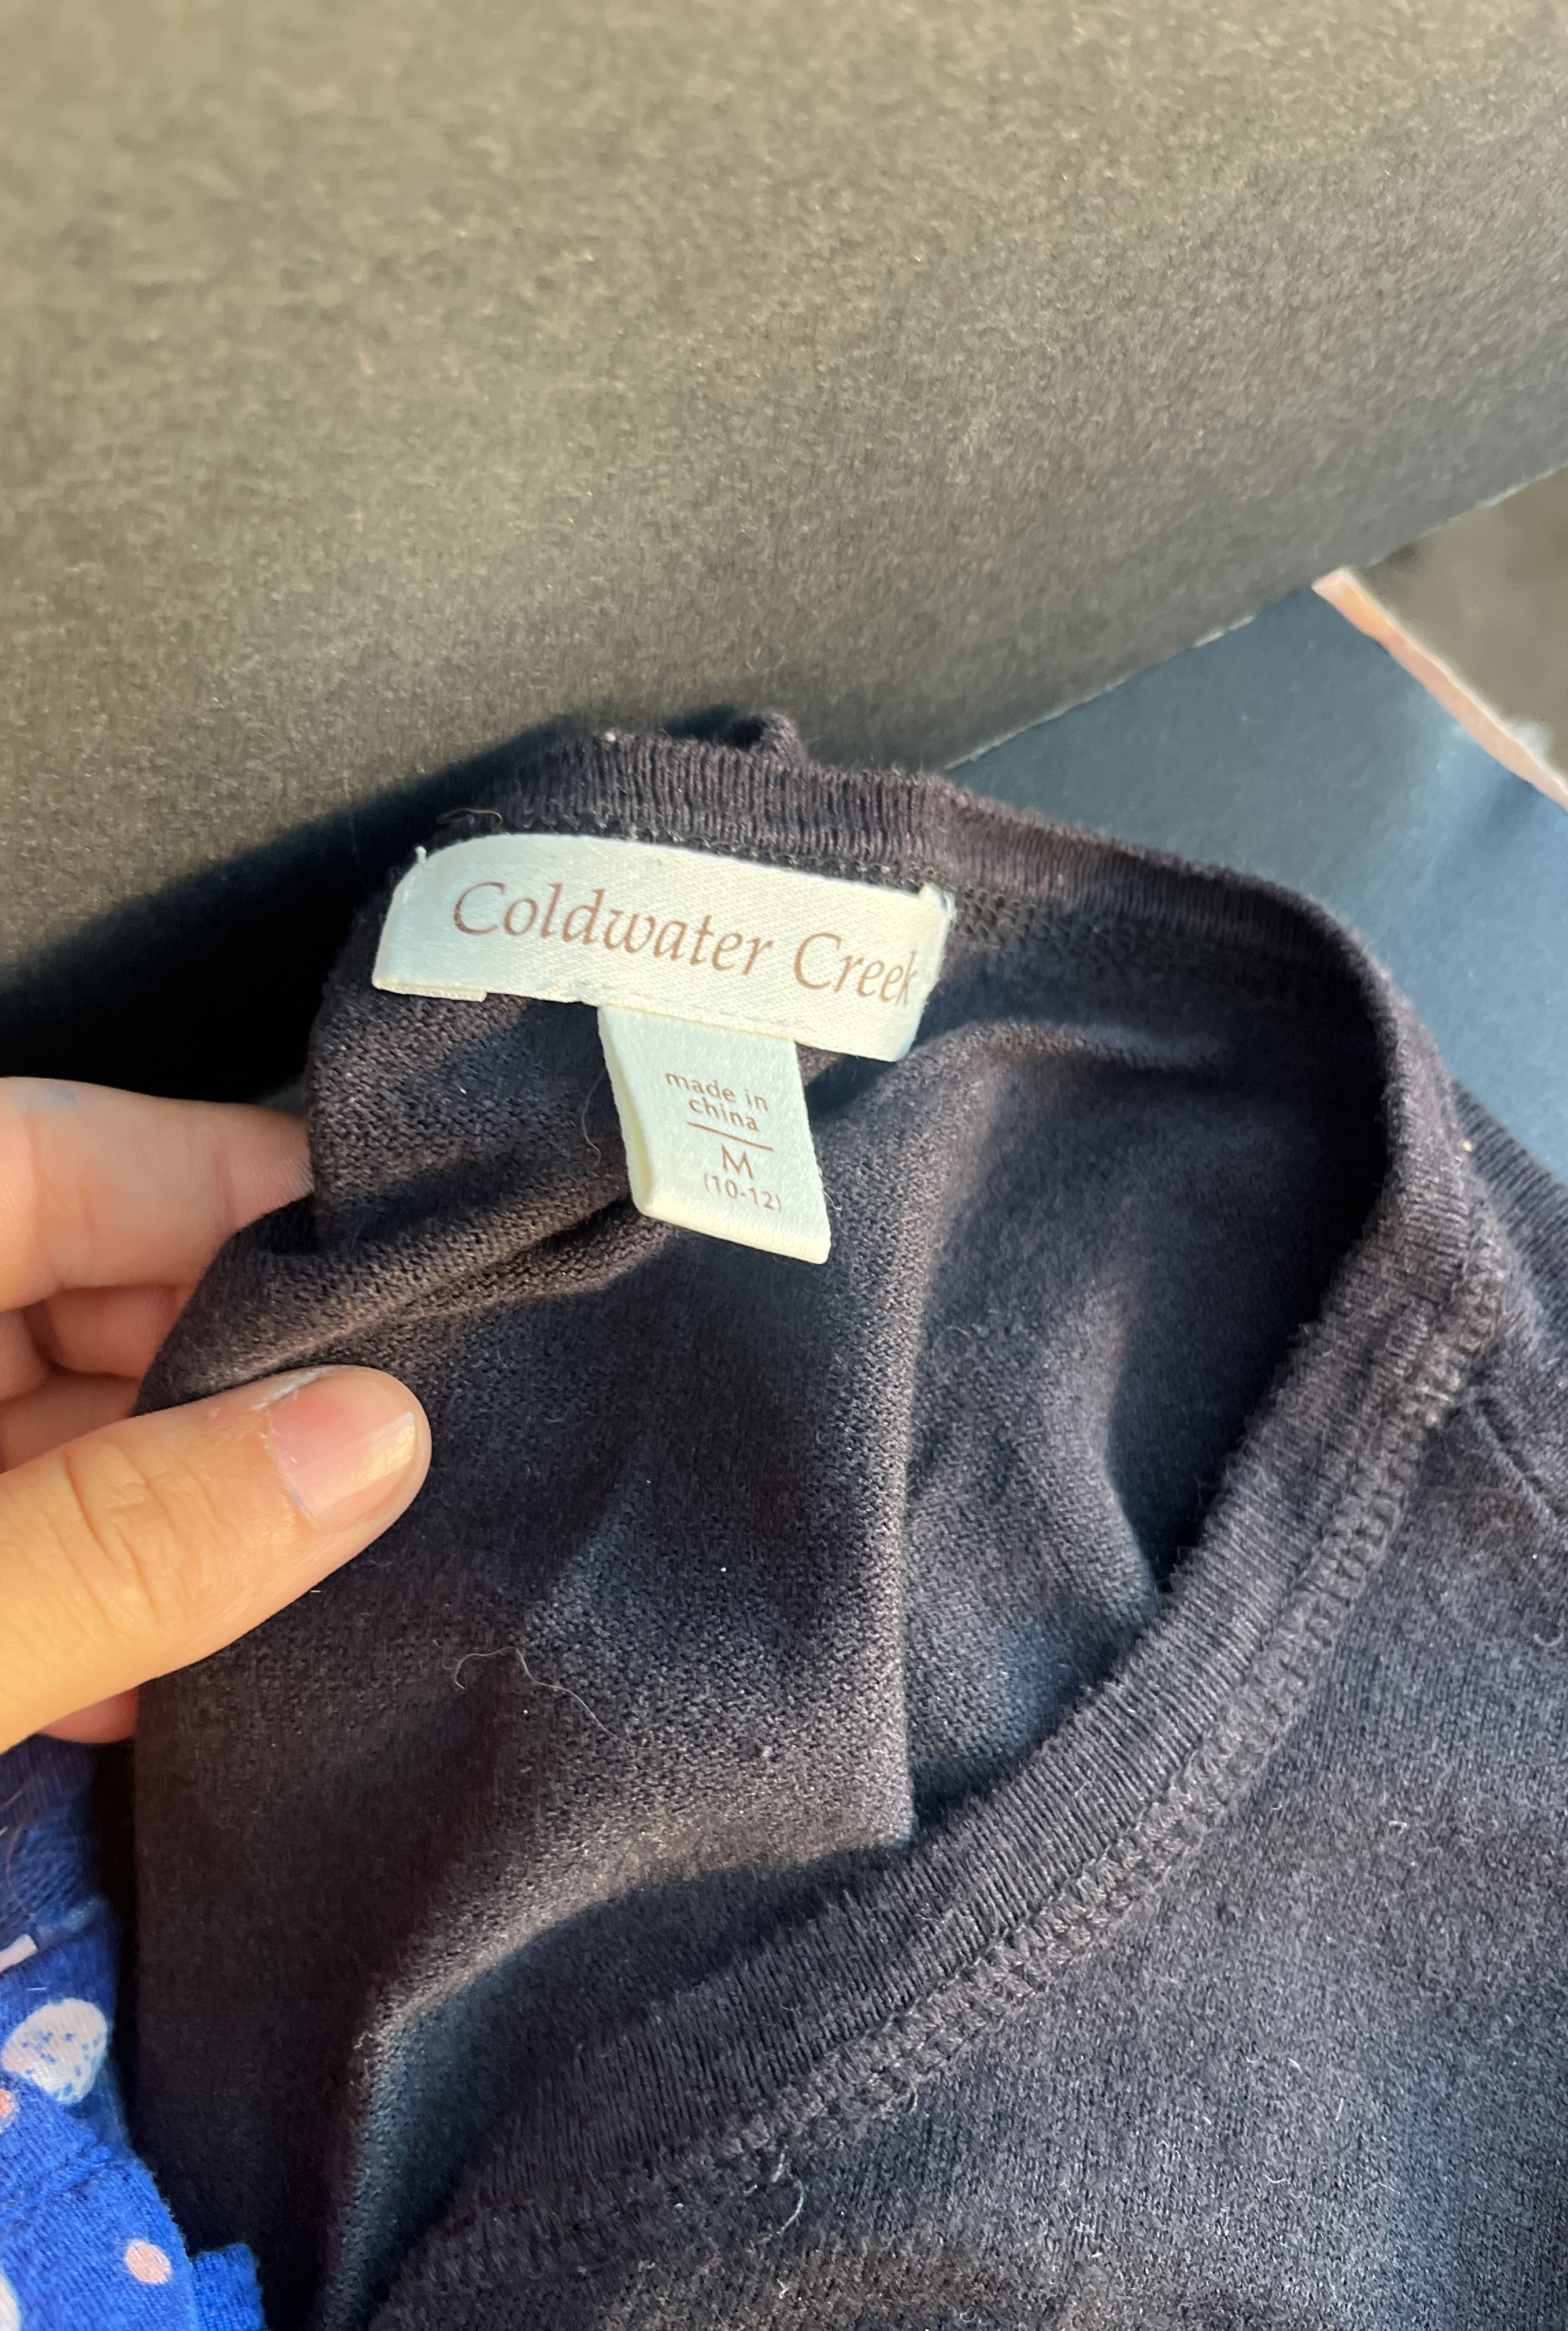 Coldwater Creek
made in
china
M
(10-12)